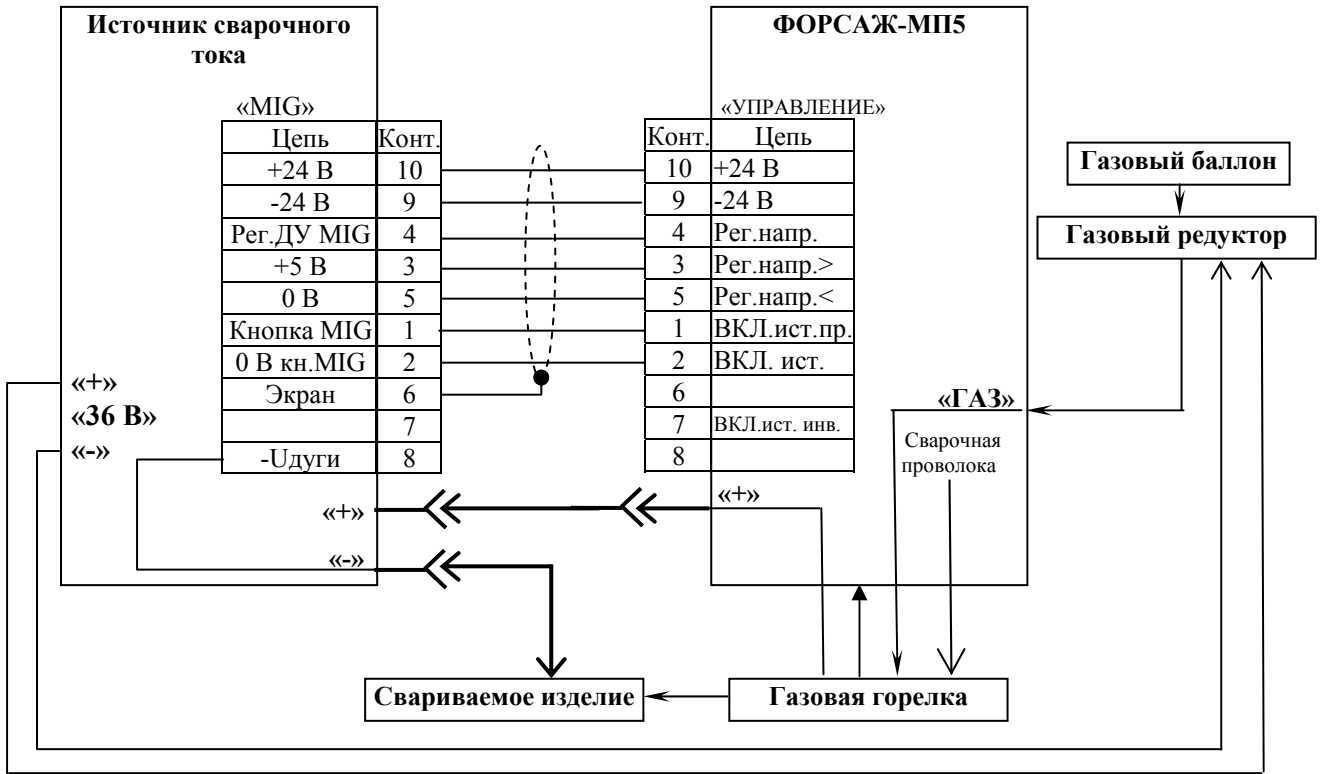 Источник сварочного
тока
«MIG»
Цепь Конт.
+24 В 10
-24 В 9
Рег.ДУ MIG 4
+5 В 3
0 В 5
Кнопка MIG 1
0 В кн.MIG 2
Экран 6
7
-Uдуги 8
«+»
«36 В»
«-»
«+»
«-»
ФОРСАЖ-МП5
«УПРАВЛЕНИЕ»
Конт. Цепь
10 +24 В
9 -24 В
4 Рег.напр.
3 Рег.напр.>
5 Рег.напр.<
1 ВКЛ.ист.пр.
2 ВКЛ. ист.
6
7 ВКЛ.ист. инв.
8
«+»
«ГАЗ»
Сварочная
проволока
Газовый баллон
Газовый редуктор
Свариваемое изделие
Газовая горелка